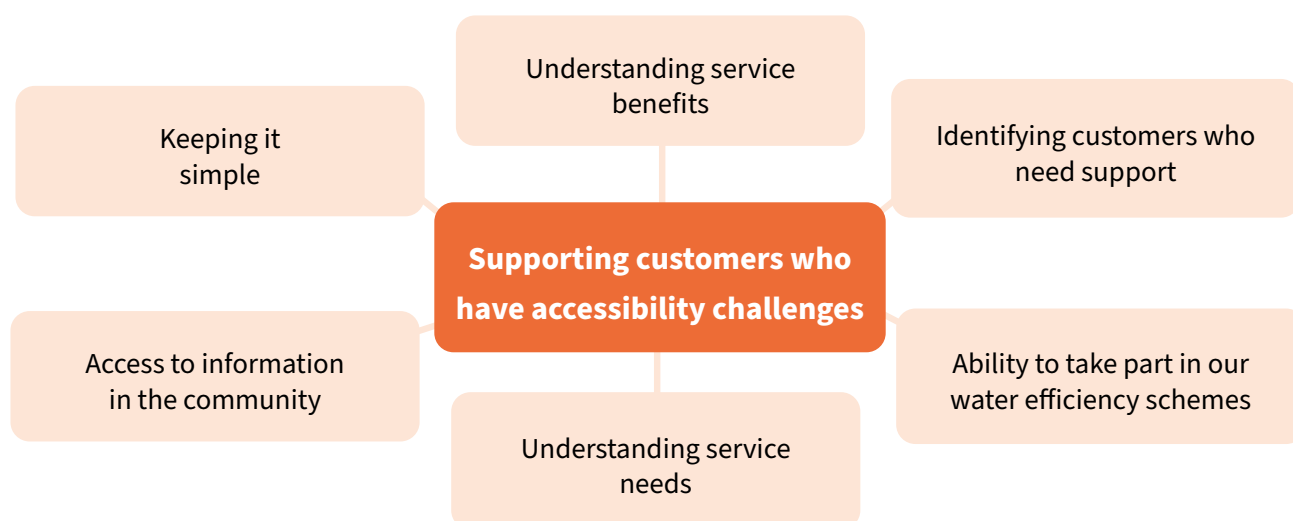 Understanding service
benefits
Keeping it
simple
Identifying customers who
need support
Supporting customers who
have accessibility challenges
Access to information
in the community
Ability to take part in our
water efficiency schemes
Understanding service
needs